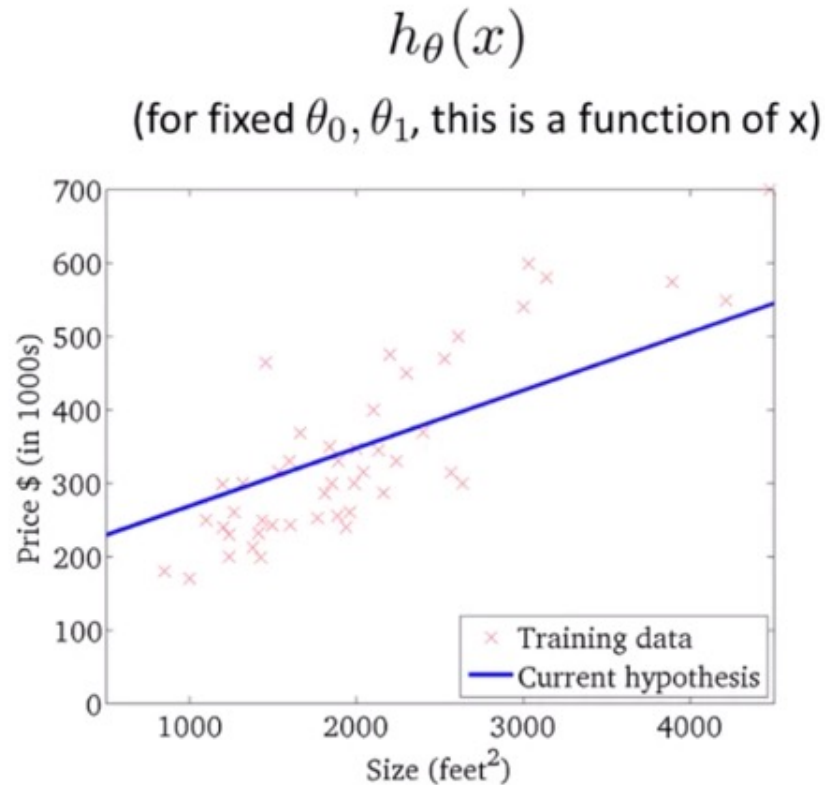 hθ(x)
(for fixed θ0, θ1, this is a function of x)
700
600
500
400
300
200
100
0
Price $ (in 1000s)
Training data
Current hypothesis
1000 2000 3000 4000
Size (feet²)